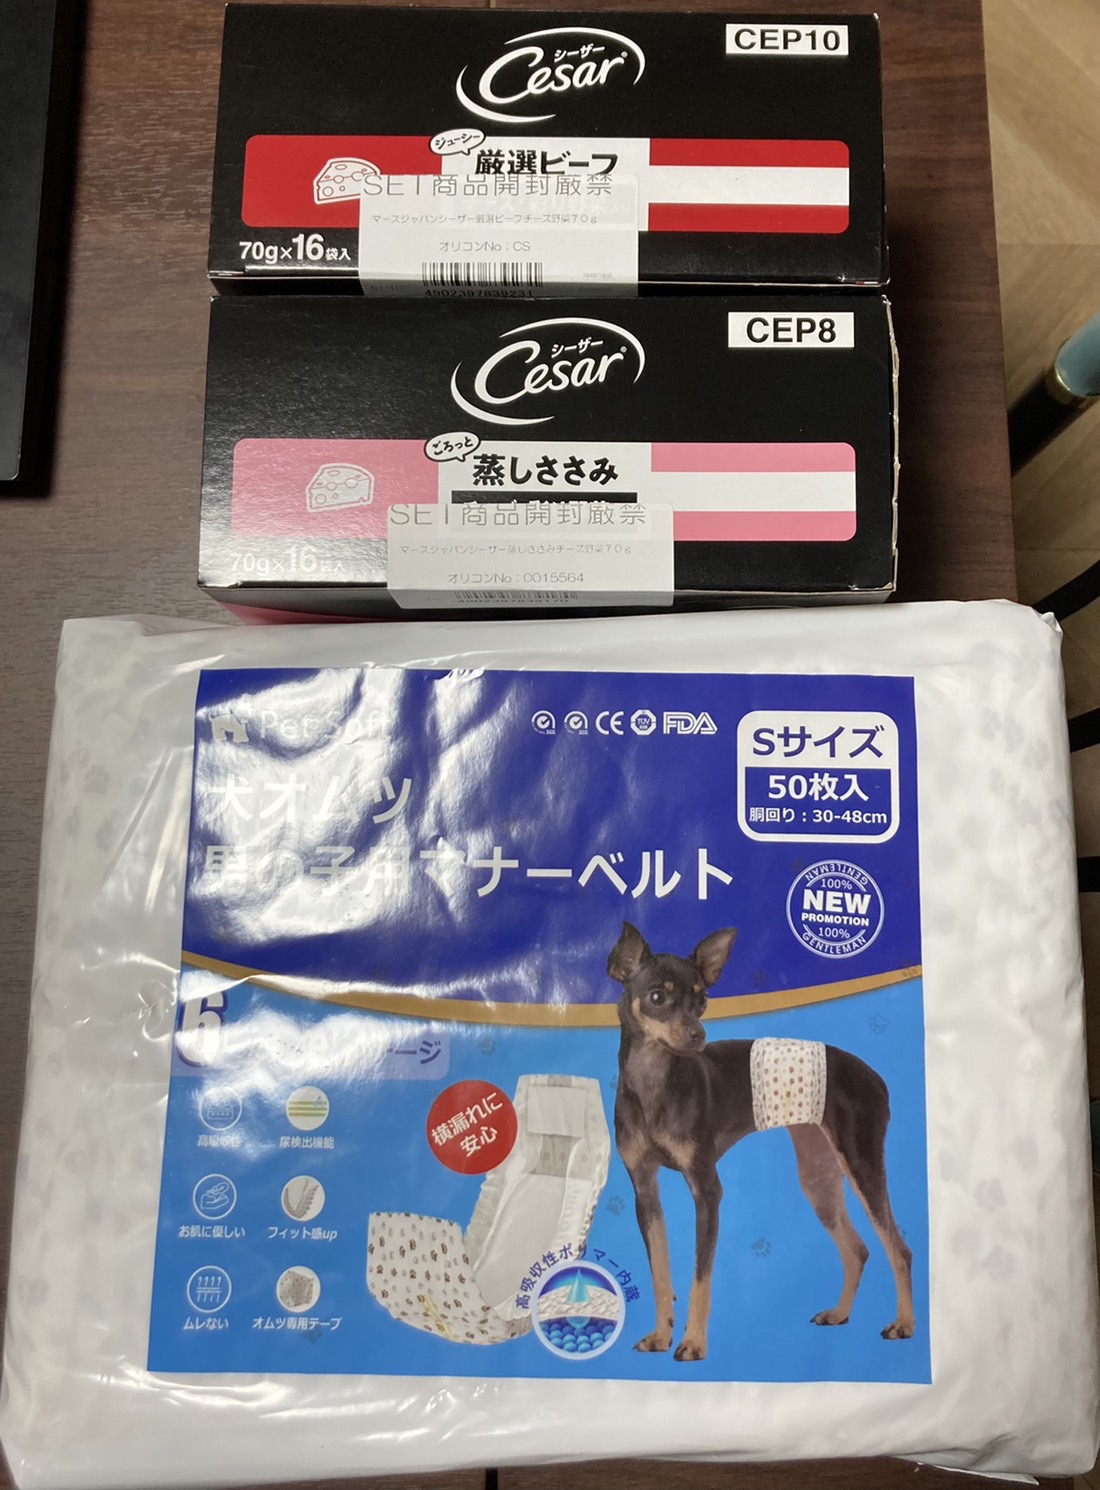 CEP10
シーザー
Cesar
ジューシー
厳選ビーフ
SET商品開封厳禁
マースジャパンシーザー厳選ビーフチーズ野菜70g
オリコンNo:CS
70g×16袋入
4902397839231
CEP8
シーザー
Cesar
ごろっと
蒸しささみ
SET商品開封厳禁
マースジャパンシーザー蒸しささみチーズ野菜70g
オリコンNo:0015564
70g×16袋入
Pet Soft
SGS SGS CE TUV FDA
Sサイズ
50枚入
胴回り:30-48cm
犬オムツ
男の子用マナーベルト
GENTLEMAN
100%
NEW
PROMOTION
100%
GENTLEMAN
6
横漏れに
安心
高吸収性
尿検出機能
お肌に優しい
フィット感up
ムレない
オムツ専用テープ
高吸収性ポリマー内蔵